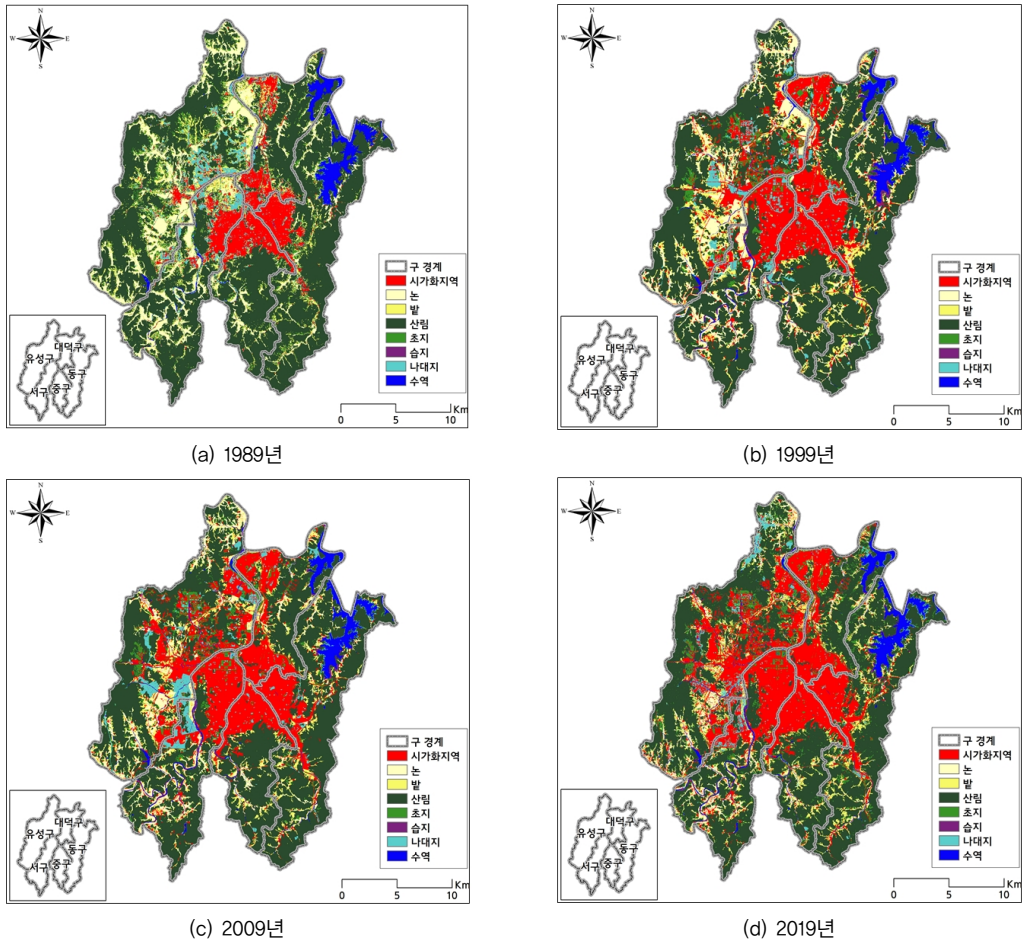 N
W E
S
구 경계
시가화지역
논
밭
산림
초지
습지
나대지
수역
대덕구
유성구
동구
서구 중구
Km
0 5 10
(a) 1989년
N
W E
S
구 경계
시가화지역
논
밭
산림
초지
습지
나대지
수역
대덕구
유성구
동구
서구 중구
Km
0 5 10
(b) 1999년
N
W E
S
구 경계
시가화지역
논
밭
산림
초지
습지
나대지
수역
대덕구
유성구
동구
서구 중구
Km
0 5 10
(c) 2009년
N
W E
S
구 경계
시가화지역
논
밭
산림
초지
습지
나대지
수역
대덕구
유성구
동구
서구 중구
Km
0 5 10
(d) 2019년